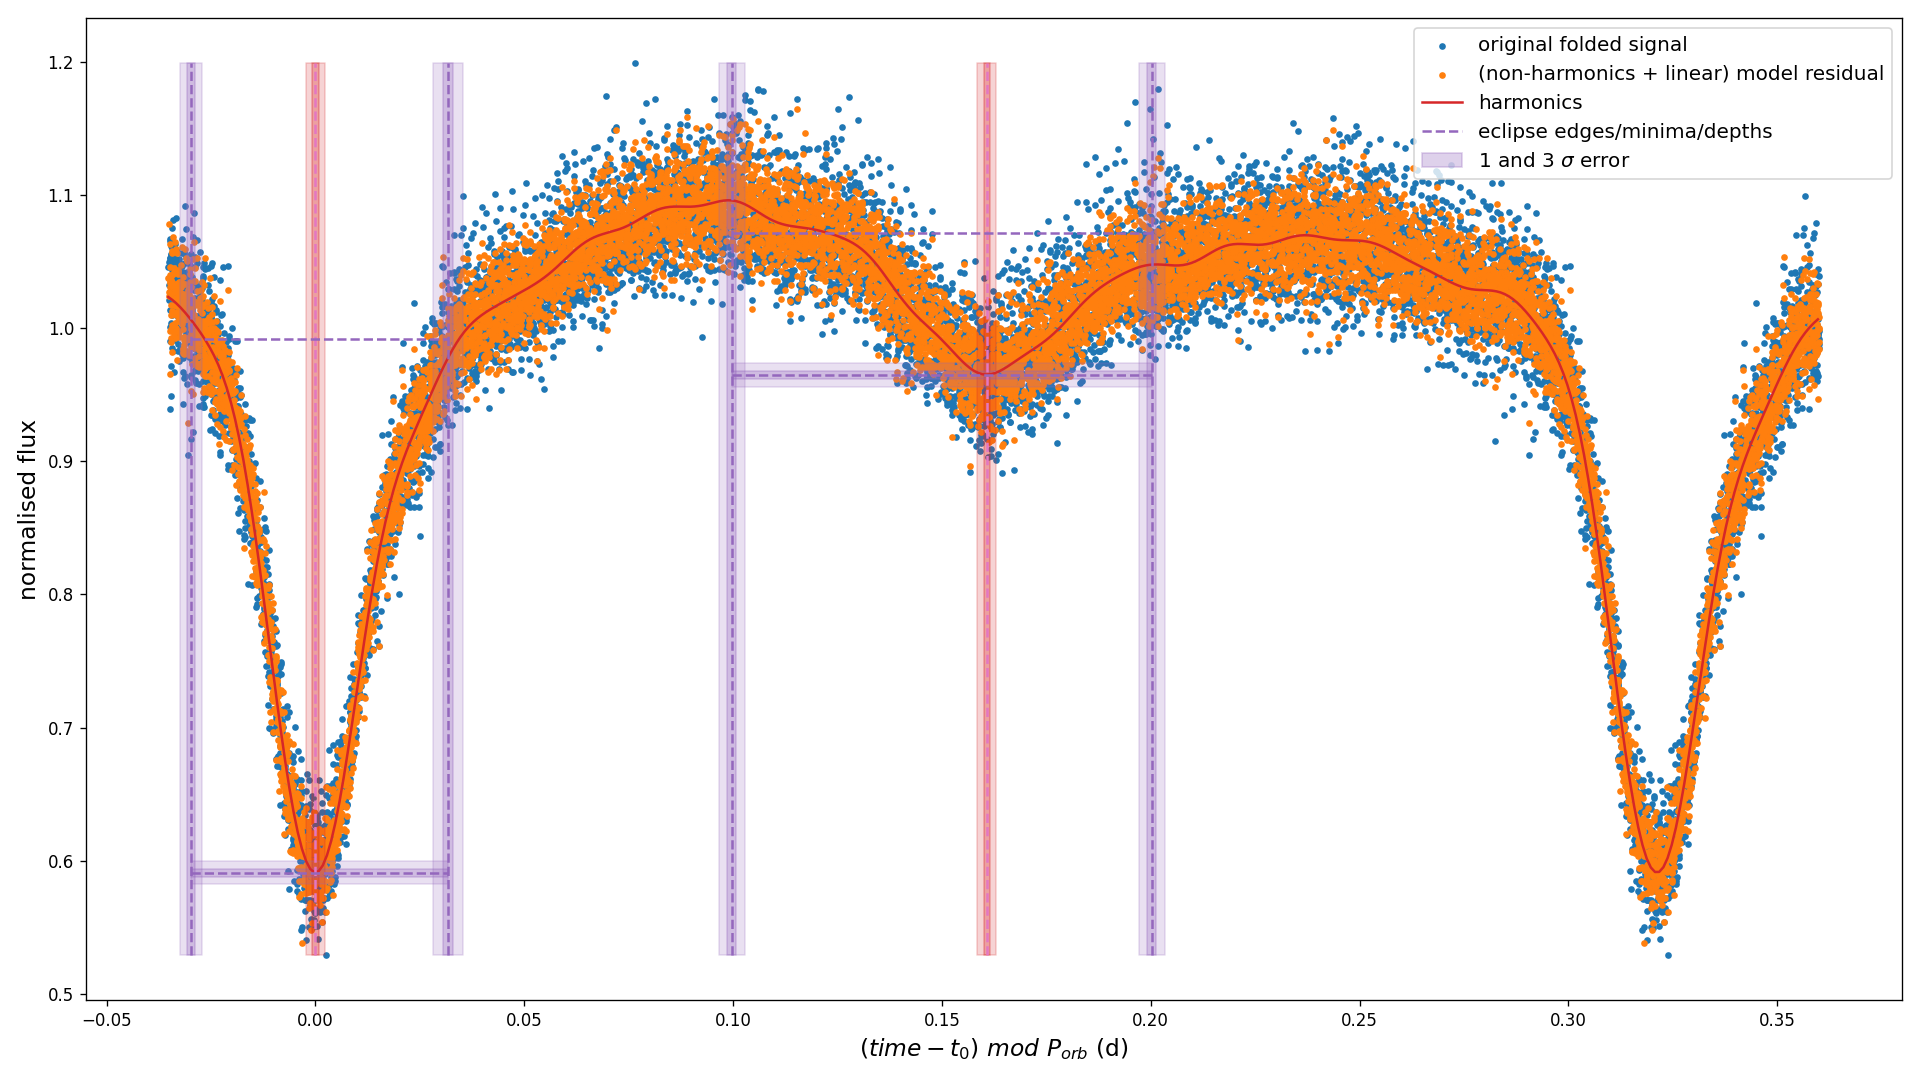 1.2
1.1
1.0
0.9
0.8
0.7
0.6
0.5
normalised flux
original folded signal
(non-harmonics + linear) model residual
harmonics
eclipse edges/minima/depths
1 and 3 σ error
−0.05 0.00 0.05 0.10 0.15 0.20 0.25 0.30 0.35
(time − t₀) mod Pₒᵣb (d)